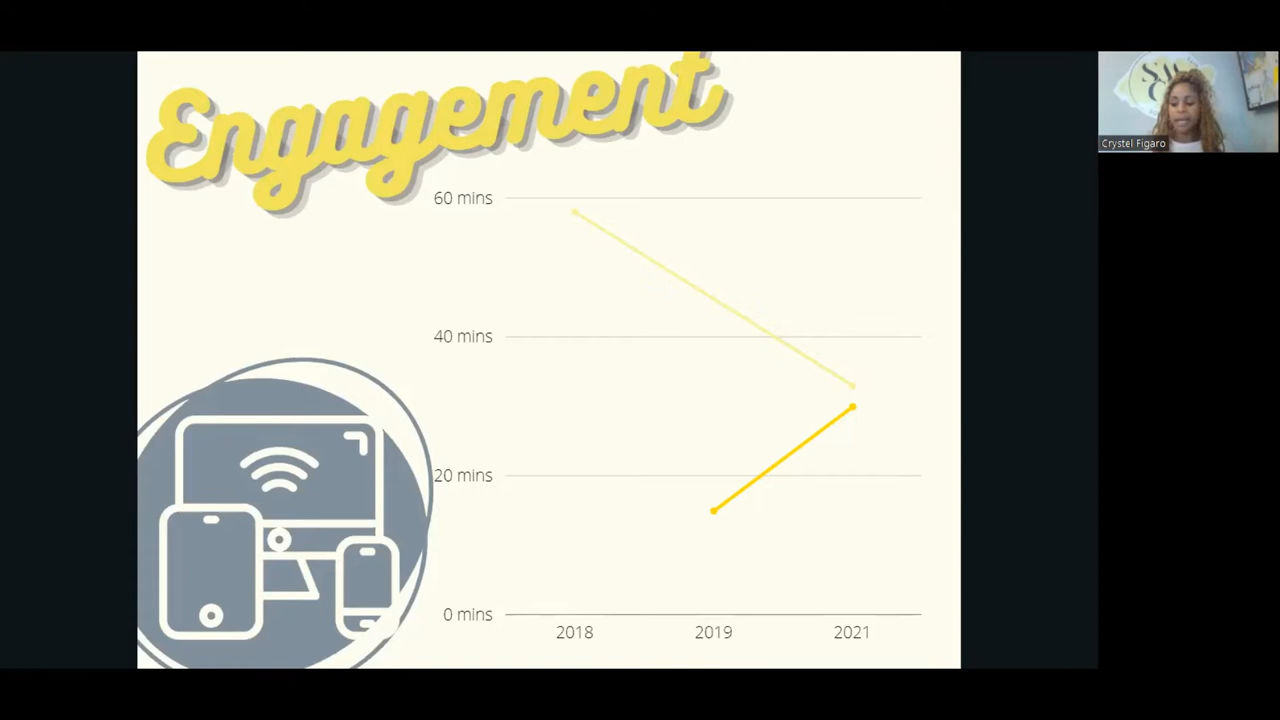 Engagement
Crystel Figaro
60 mins
40 mins
20 mins
0 mins
2018
2019
2021